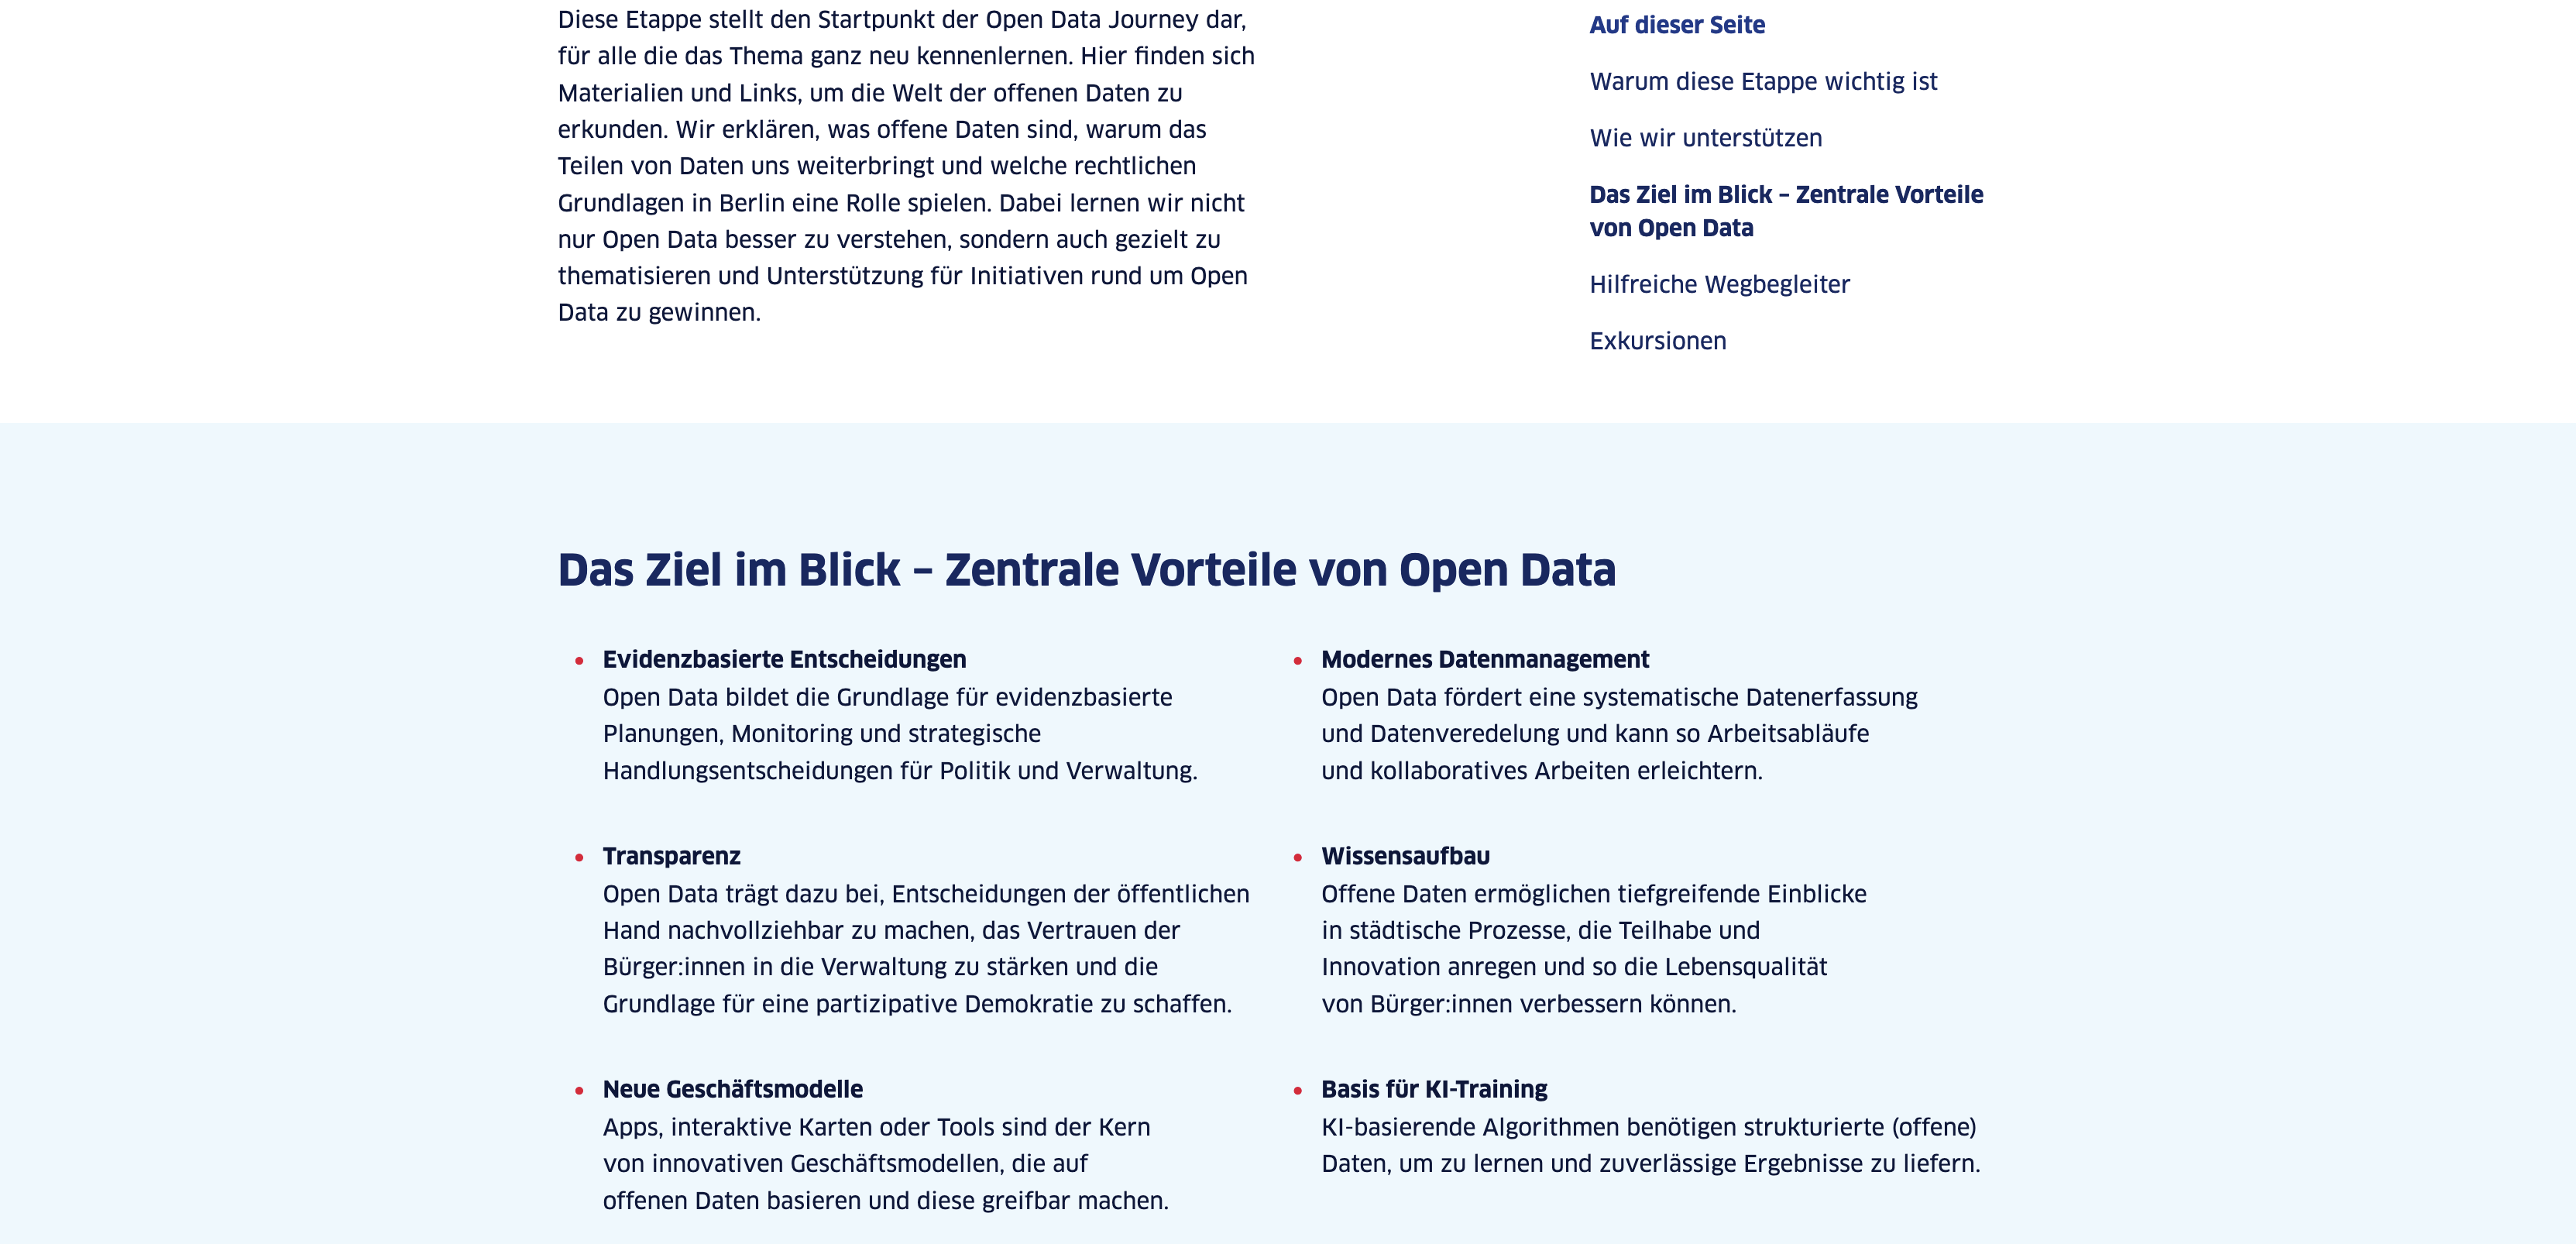 Diese Etappe stellt den Startpunkt der Open Data Journey dar,
für alle die das Thema ganz neu kennenlernen. Hier finden sich
Materialien und Links, um die Welt der offenen Daten zu
erkunden. Wir erklären, was offene Daten sind, warum das
Teilen von Daten uns weiterbringt und welche rechtlichen
Grundlagen in Berlin eine Rolle spielen. Dabei lernen wir nicht
nur Open Data besser zu verstehen, sondern auch gezielt zu
thematisieren und Unterstützung für Initiativen rund um Open
Data zu gewinnen.
Auf dieser Seite
Warum diese Etappe wichtig ist
Wie wir unterstützen
Das Ziel im Blick – Zentrale Vorteile
von Open Data
Hilfreiche Wegbegleiter
Exkursionen
Das Ziel im Blick – Zentrale Vorteile von Open Data
• Evidenzbasierte Entscheidungen
Open Data bildet die Grundlage für evidenzbasierte
Planungen, Monitoring und strategische
Handlungsentscheidungen für Politik und Verwaltung.
• Modernes Datenmanagement
Open Data fördert eine systematische Datenerfassung
und Datenveredelung und kann so Arbeitsabläufe
und kollaboratives Arbeiten erleichtern.
• Transparenz
Open Data trägt dazu bei, Entscheidungen der öffentlichen
Hand nachvollziehbar zu machen, das Vertrauen der
Bürger:innen in die Verwaltung zu stärken und die
Grundlage für eine partizipative Demokratie zu schaffen.
• Wissensaufbau
Offene Daten ermöglichen tiefgreifende Einblicke
in städtische Prozesse, die Teilhabe und
Innovation anregen und so die Lebensqualität
von Bürger:innen verbessern können.
• Neue Geschäftsmodelle
Apps, interaktive Karten oder Tools sind der Kern
von innovativen Geschäftsmodellen, die auf
offenen Daten basieren und diese greifbar machen.
• Basis für KI-Training
KI-basierende Algorithmen benötigen strukturierte (offene)
Daten, um zu lernen und zuverlässige Ergebnisse zu liefern.